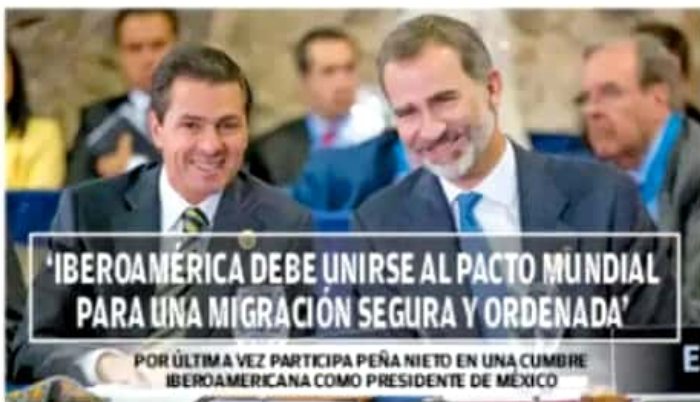 'IBEROAMÉRICA DEBE UNIRSE AL PACTO MUNDIAL
PARA UNA MIGRACIÓN SEGURA Y ORDENADA'
POR ÚLTIMA VEZ PARTICIPA PEÑA NIETO EN UNA CUMBRE
IBEROAMERICANA COMO PRESIDENTE DE MÉXICO
E